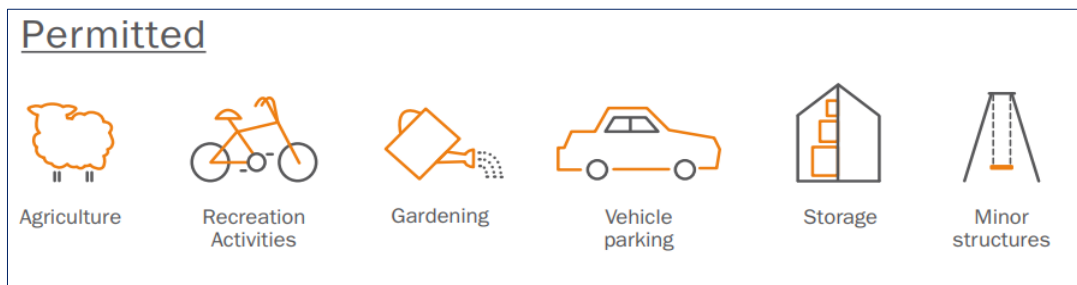 Permitted
Agriculture
Recreation
Activities
Gardening
Vehicle
parking
Storage
Minor
structures